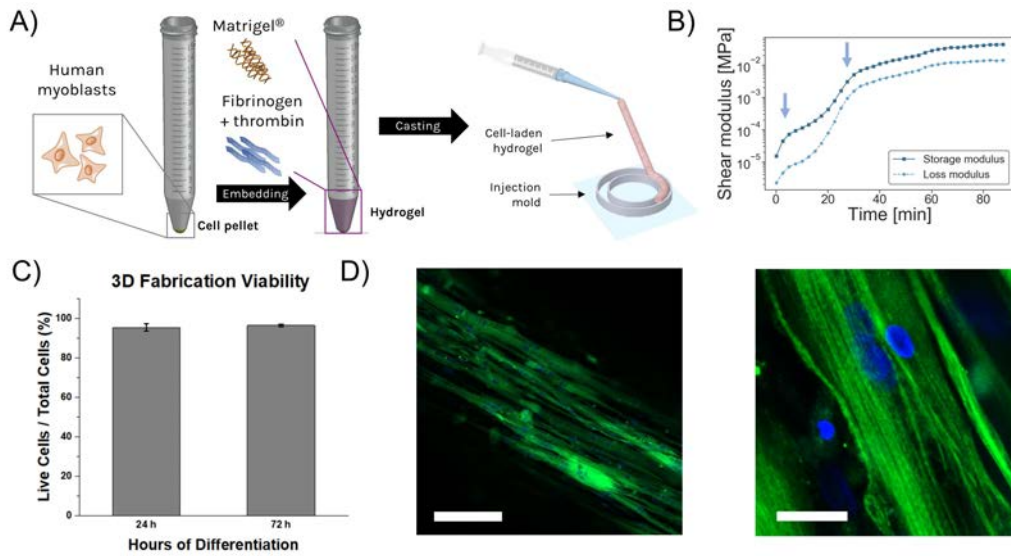 A)
Human
myoblasts
Cell pellet
Matrigel®
Fibrinogen
+ thrombin
Embedding
Hydrogel
Casting
Cell-laden
hydrogel
Injection
mold
B)
Shear modulus [MPa]
10⁻²
10⁻³
10⁻⁴
10⁻⁵
Storage modulus
Loss modulus
0 20 40 60 80
Time [min]
C)
3D Fabrication Viability
Live Cells / Total Cells (%)
100
80
60
40
20
0
24 h 72 h
Hours of Differentiation
D)